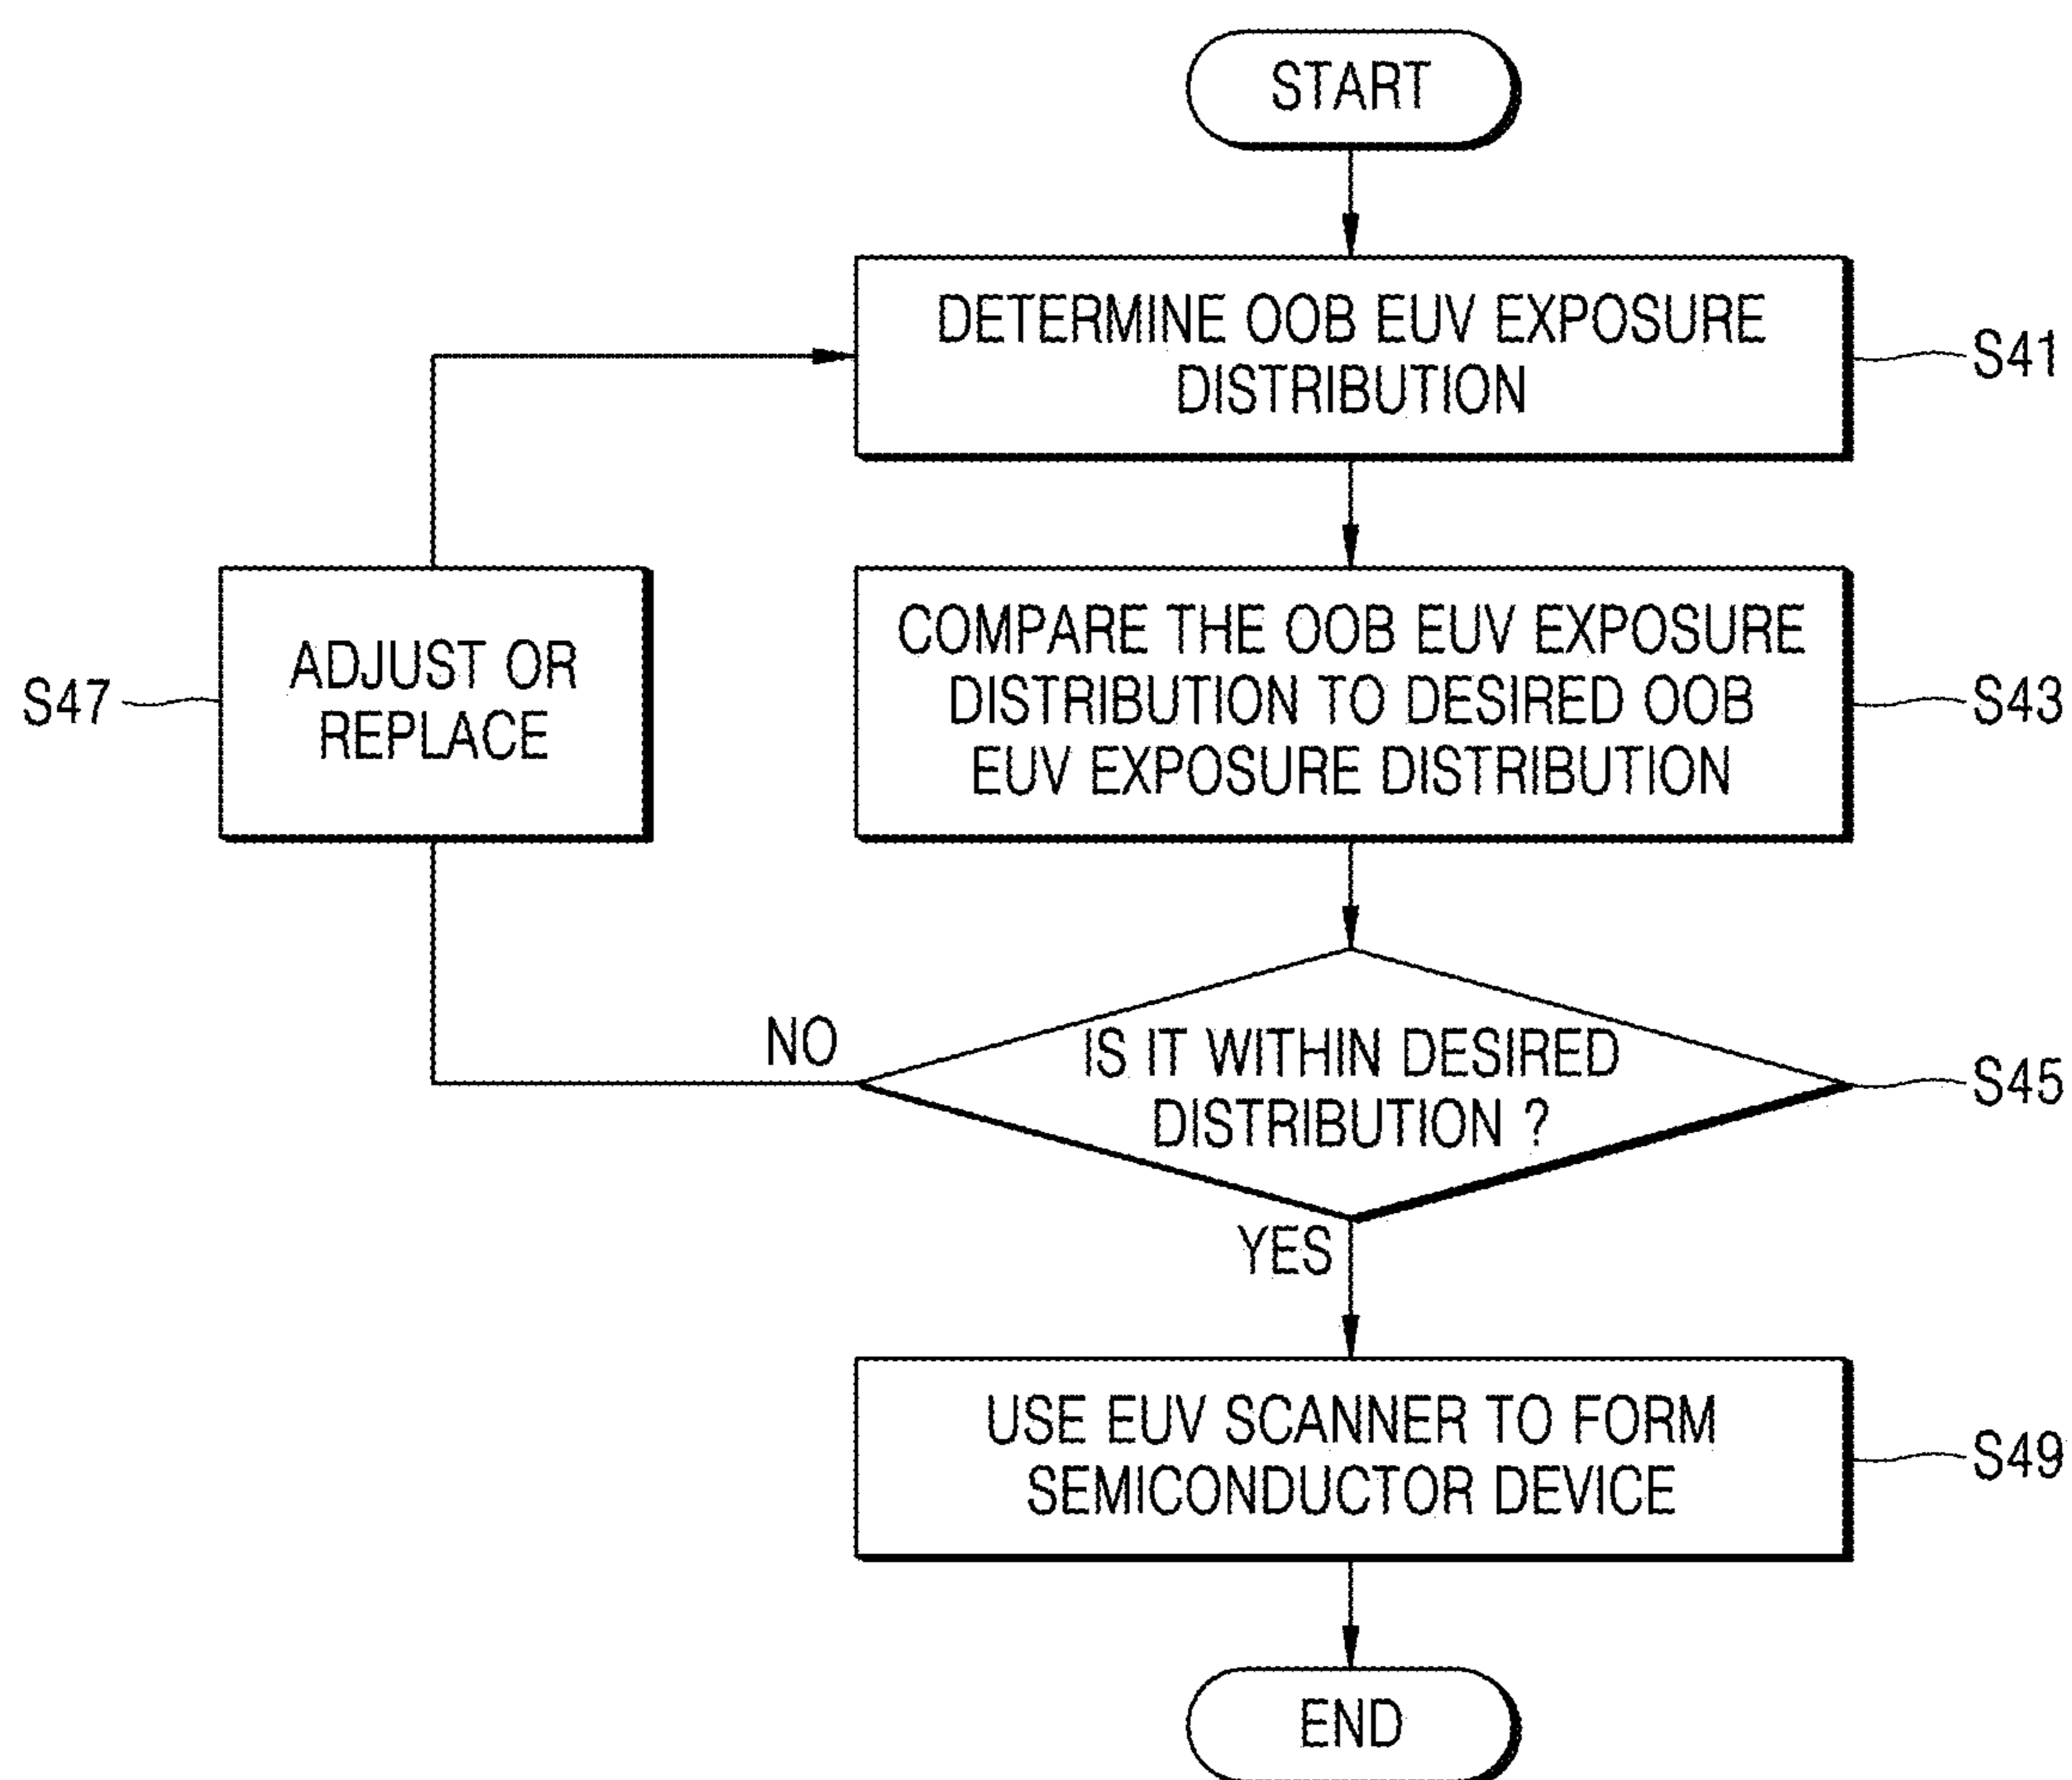 START
DETERMINE OOB EUV EXPOSURE
DISTRIBUTION
S41
ADJUST OR
REPLACE
S47
COMPARE THE OOB EUV EXPOSURE
DISTRIBUTION TO DESIRED OOB
EUV EXPOSURE DISTRIBUTION
S43
NO
IS IT WITHIN DESIRED
DISTRIBUTION ?
S45
YES
USE EUV SCANNER TO FORM
SEMICONDUCTOR DEVICE
S49
END